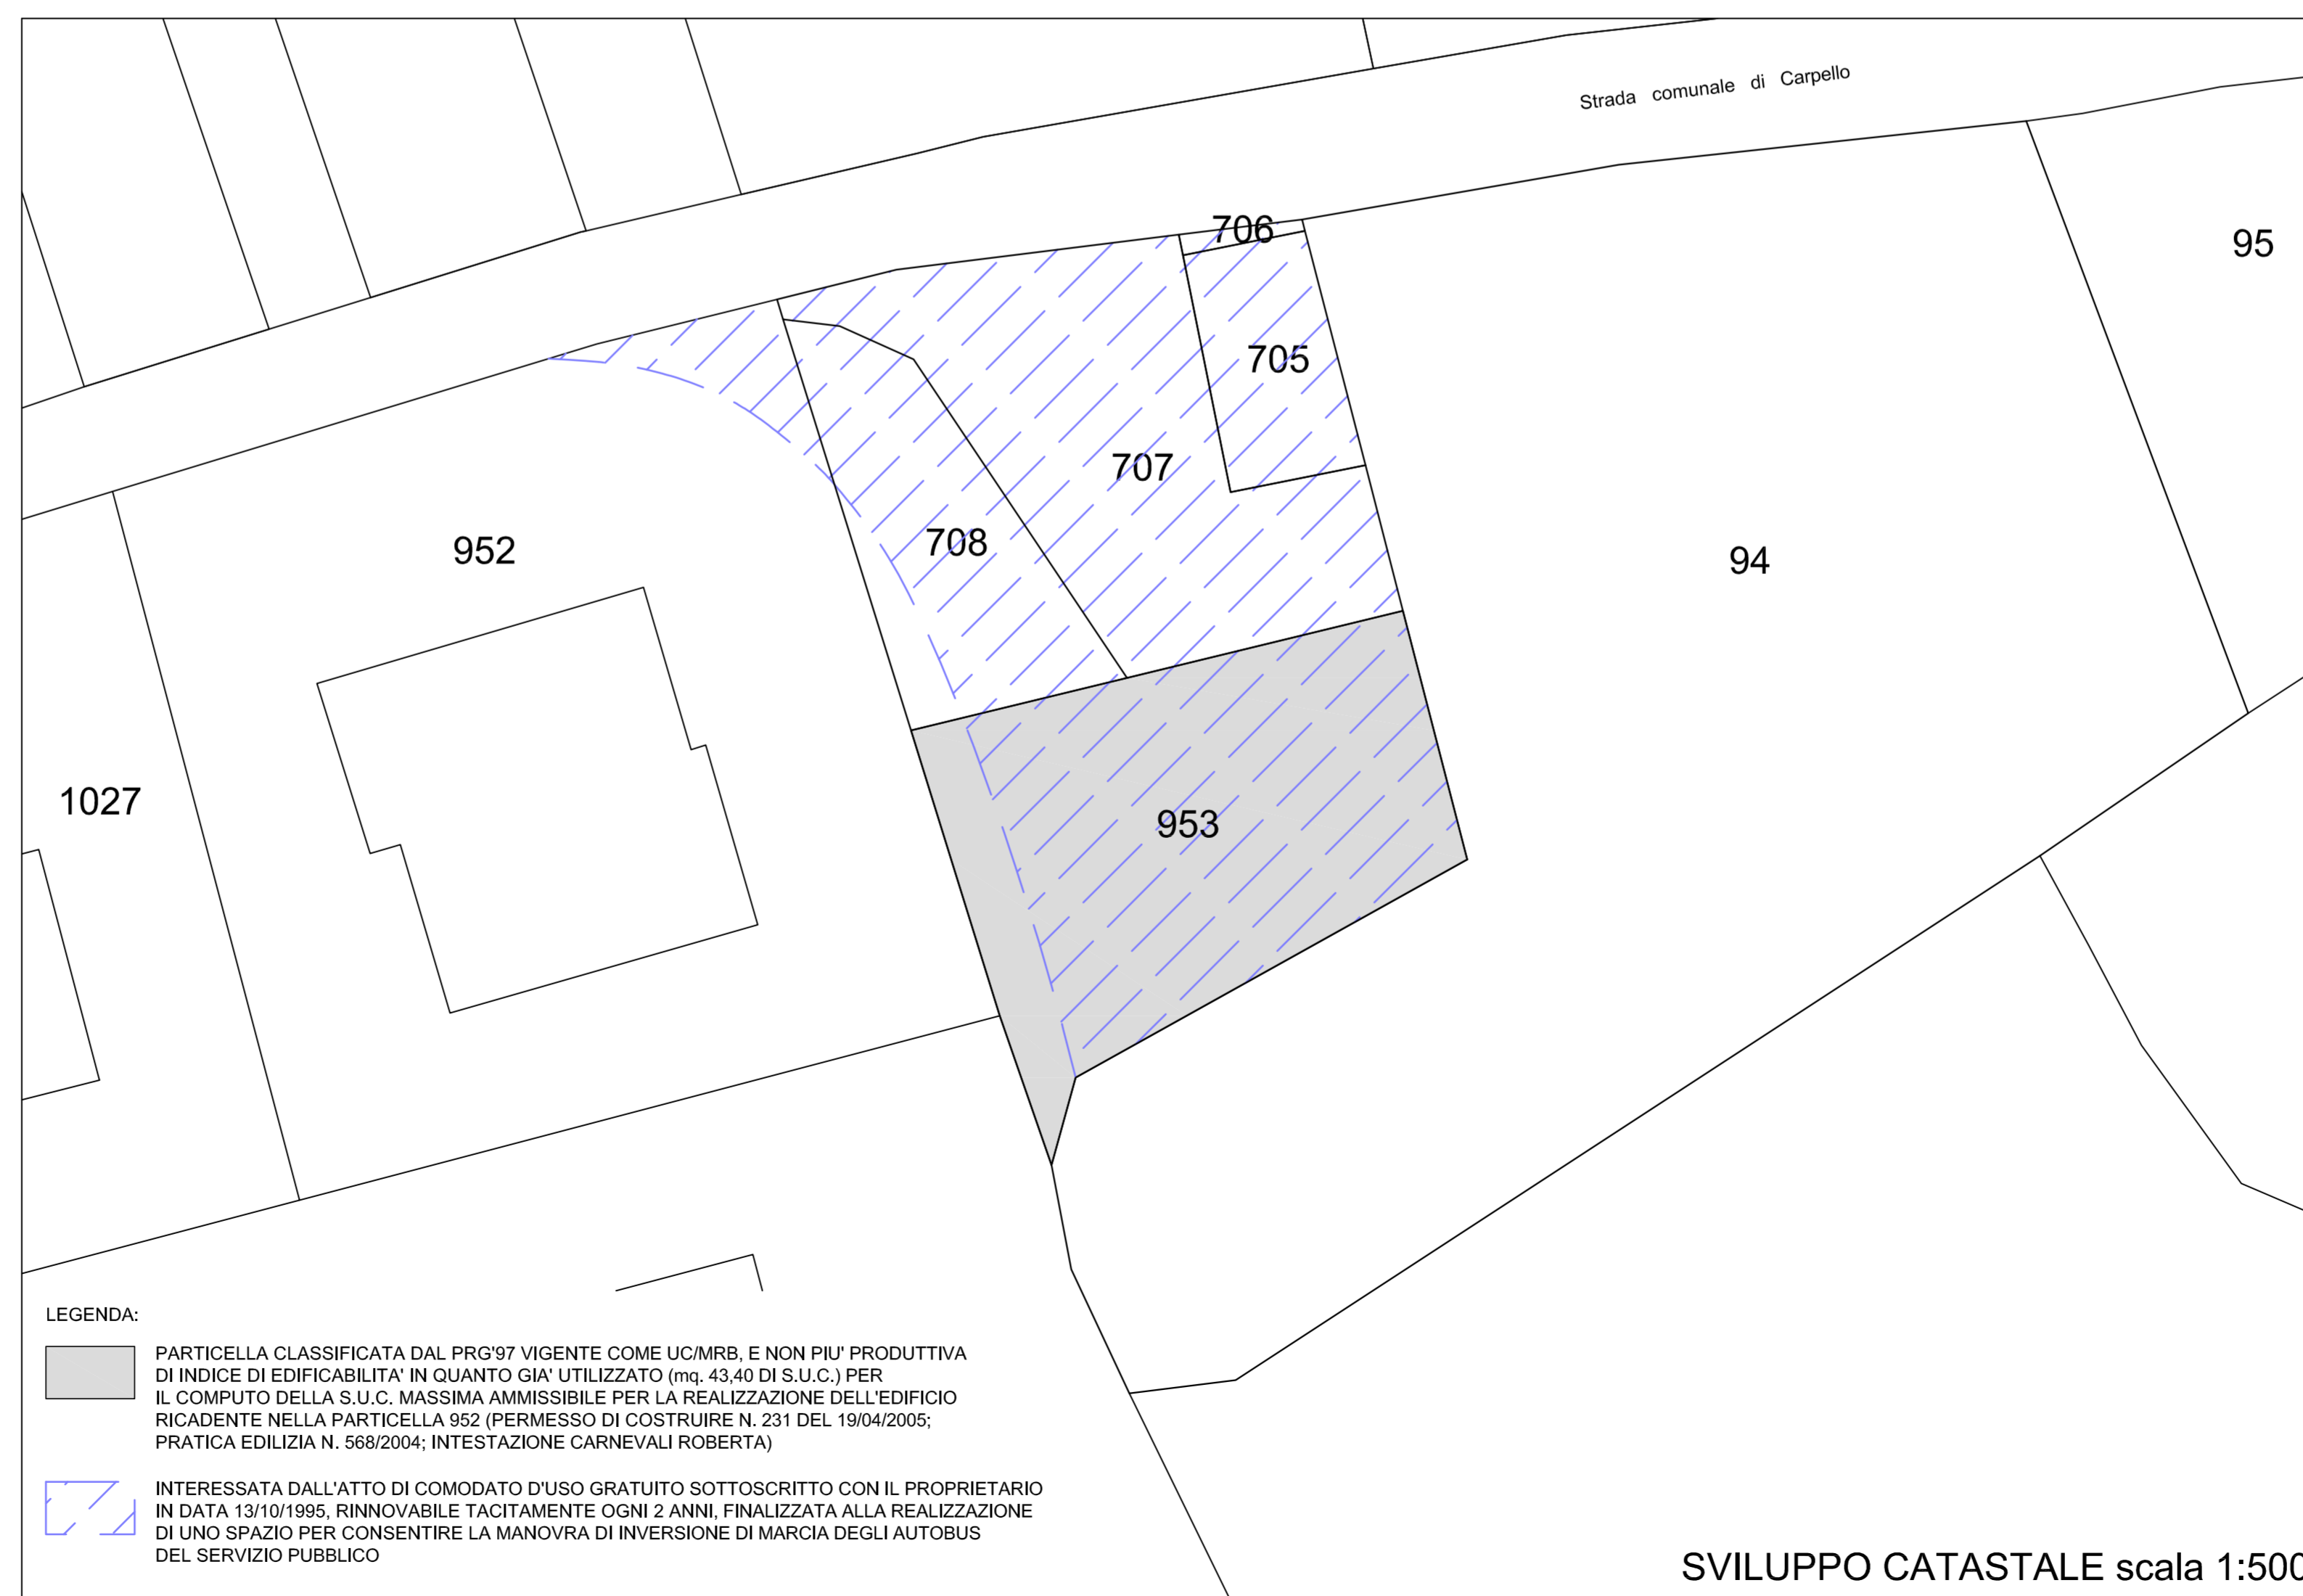 Strada comunale di Carpello
706
95
705
707
708
952
94
1027
953
LEGENDA:
PARTICELLA CLASSIFICATA DAL PRG'97 VIGENTE COME UC/MRB, E NON PIU' PRODUTTIVA
DI INDICE DI EDIFICABILITA' IN QUANTO GIA' UTILIZZATO (mq. 43,40 DI S.U.C.) PER
IL COMPUTO DELLA S.U.C. MASSIMA AMMISSIBILE PER LA REALIZZAZIONE DELL'EDIFICIO
RICADENTE NELLA PARTICELLA 952 (PERMESSO DI COSTRUIRE N. 231 DEL 19/04/2005;
PRATICA EDILIZIA N. 568/2004; INTESTAZIONE CARNEVALI ROBERTA)
INTERESSATA DALL'ATTO DI COMODATO D'USO GRATUITO SOTTOSCRITTO CON IL PROPRIETARIO
IN DATA 13/10/1995, RINNOVABILE TACITAMENTE OGNI 2 ANNI, FINALIZZATA ALLA REALIZZAZIONE
DI UNO SPAZIO PER CONSENTIRE LA MANOVRA DI INVERSIONE DI MARCIA DEGLI AUTOBUS
DEL SERVIZIO PUBBLICO
SVILUPPO CATASTALE scala 1:500